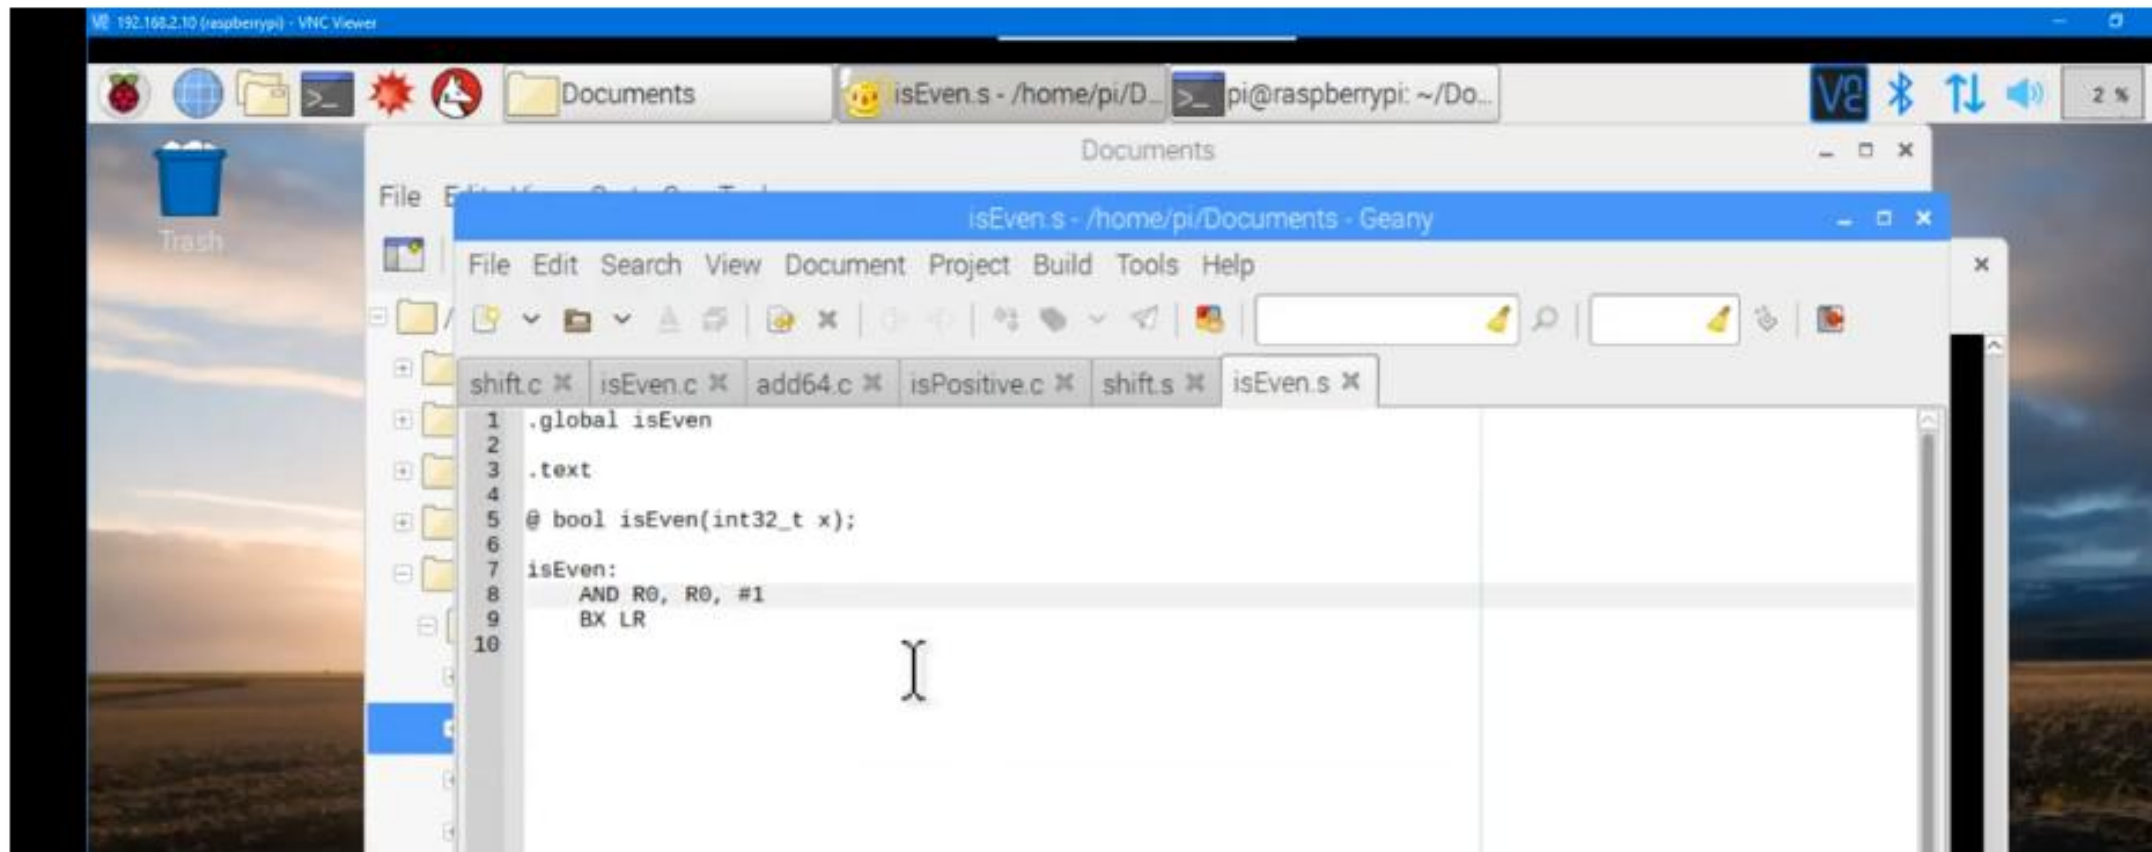 192.168.2.10 (raspberrypi) - VNC Viewer
Documents
isEven.s - /home/pi/D...
pi@raspberrypi: ~/Do...
2 %
Trash
Documents
File
isEven.s - /home/pi/Documents - Geany
File Edit Search View Document Project Build Tools Help
shift.c isEven.c add64.c isPositive.c shift.s isEven.s
1 .global isEven
2
3 .text
4
5 @ bool isEven(int32_t x);
6
7 isEven:
8 AND R0, R0, #1
9 BX LR
10